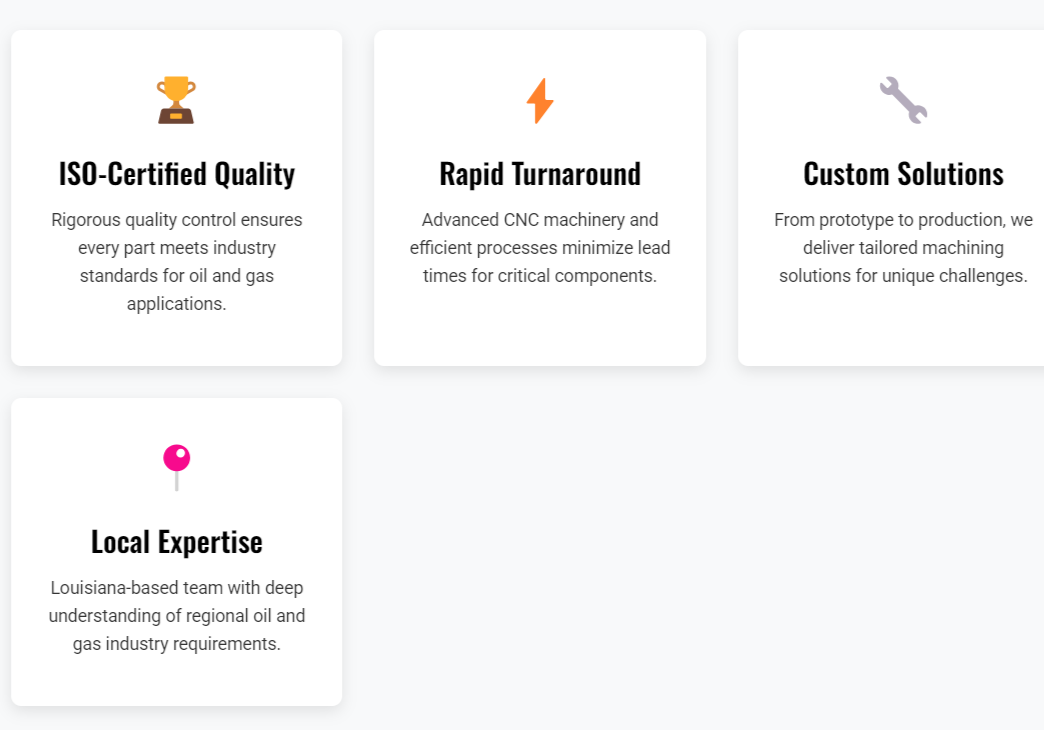 ISO-Certified Quality
Rigorous quality control ensures
every part meets industry
standards for oil and gas
applications.
Rapid Turnaround
Advanced CNC machinery and
efficient processes minimize lead
times for critical components.
Custom Solutions
From prototype to production, we
deliver tailored machining
solutions for unique challenges.
Local Expertise
Louisiana-based team with deep
understanding of regional oil and
gas industry requirements.